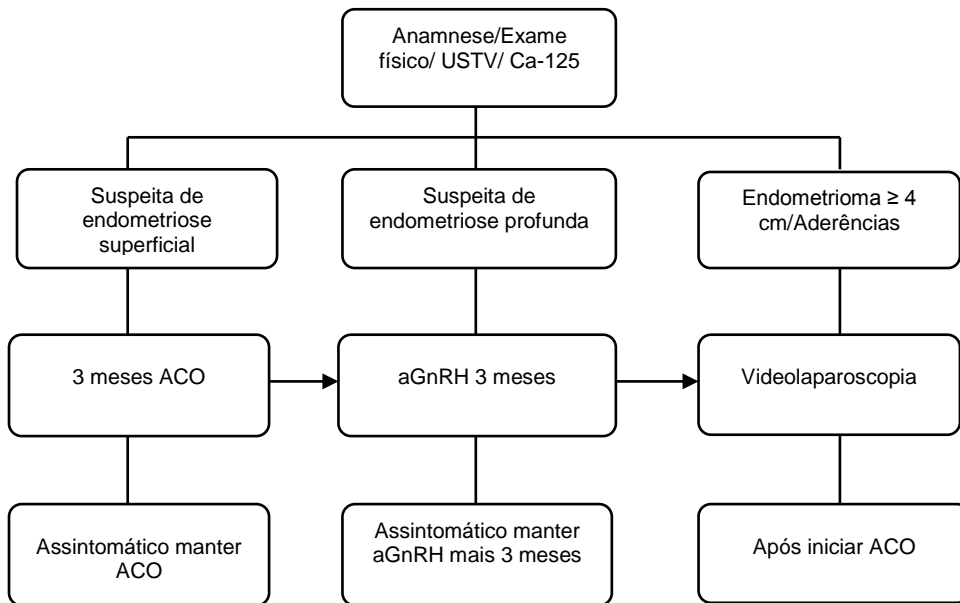 Anamnese/Exame
físico/ USTV/ Ca-125
Suspeita de
endometriose
superficial
Suspeita de
endometriose profunda
Endometrioma ≥ 4
cm/Aderências
3 meses ACO
aGnRH 3 meses
Videolaparoscopia
Assintomático manter
ACO
Assintomático manter
aGnRH mais 3 meses
Após iniciar ACO